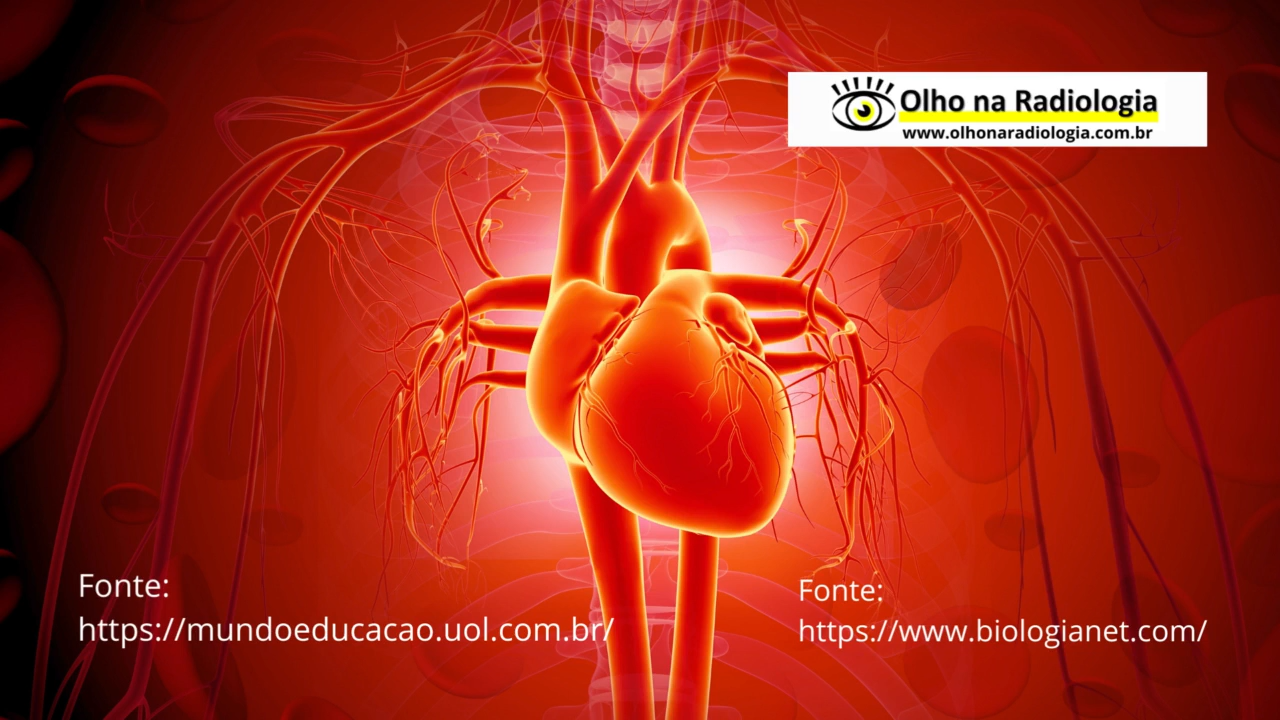 Olho na Radiologia
www.olhonaradiologia.com.br
Fonte:
https://mundoeducacao.uol.com.br/
Fonte:
https://www.biologianet.com/